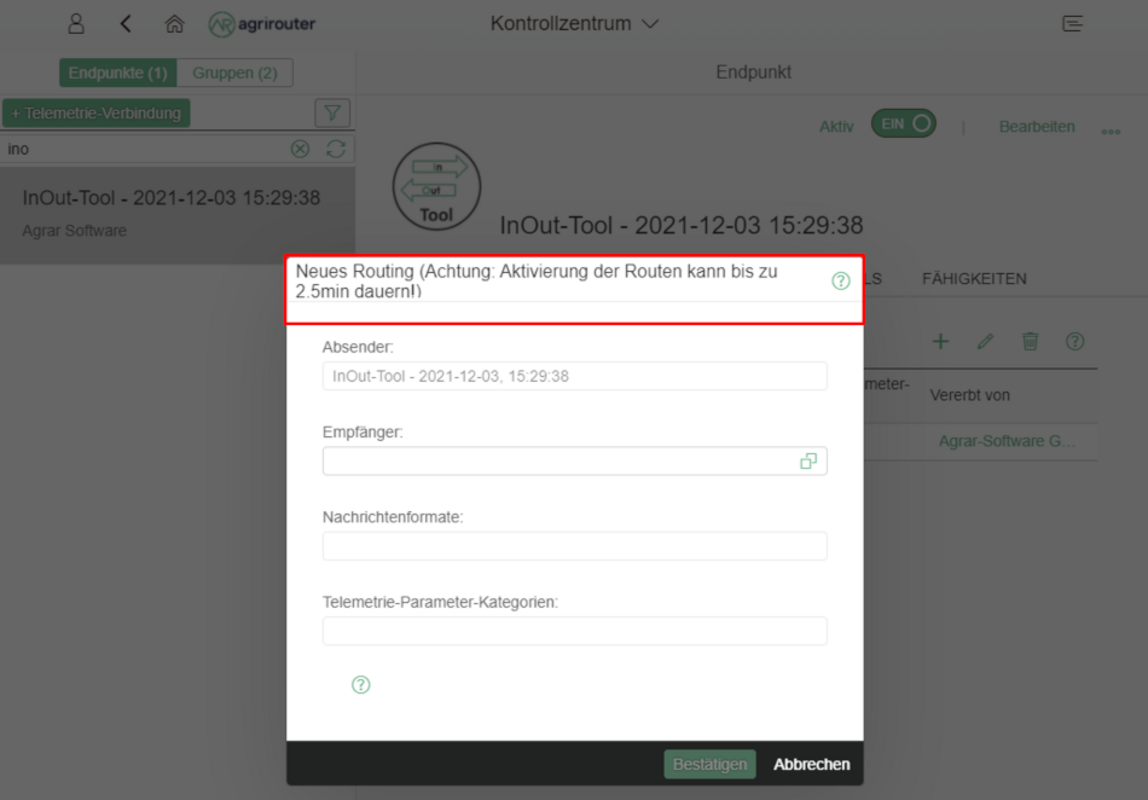 agrirouter
Kontrollzentrum
Endpunkte (1)
Gruppen (2)
Endpunkt
+ Telemetrie-Verbindung
Aktiv
EIN
Bearbeiten
ino
InOut-Tool - 2021-12-03 15:29:38
Agrar Software
In
Out
Tool
InOut-Tool - 2021-12-03 15:29:38
LS
FÄHIGKEITEN
meter-
Vererbt von
Agrar-Software G...
Neues Routing (Achtung: Aktivierung der Routen kann bis zu
2.5min dauern!)
Absender:
InOut-Tool - 2021-12-03, 15:29:38
Empfänger:
Nachrichtenformate:
Telemetrie-Parameter-Kategorien:
Bestätigen
Abbrechen